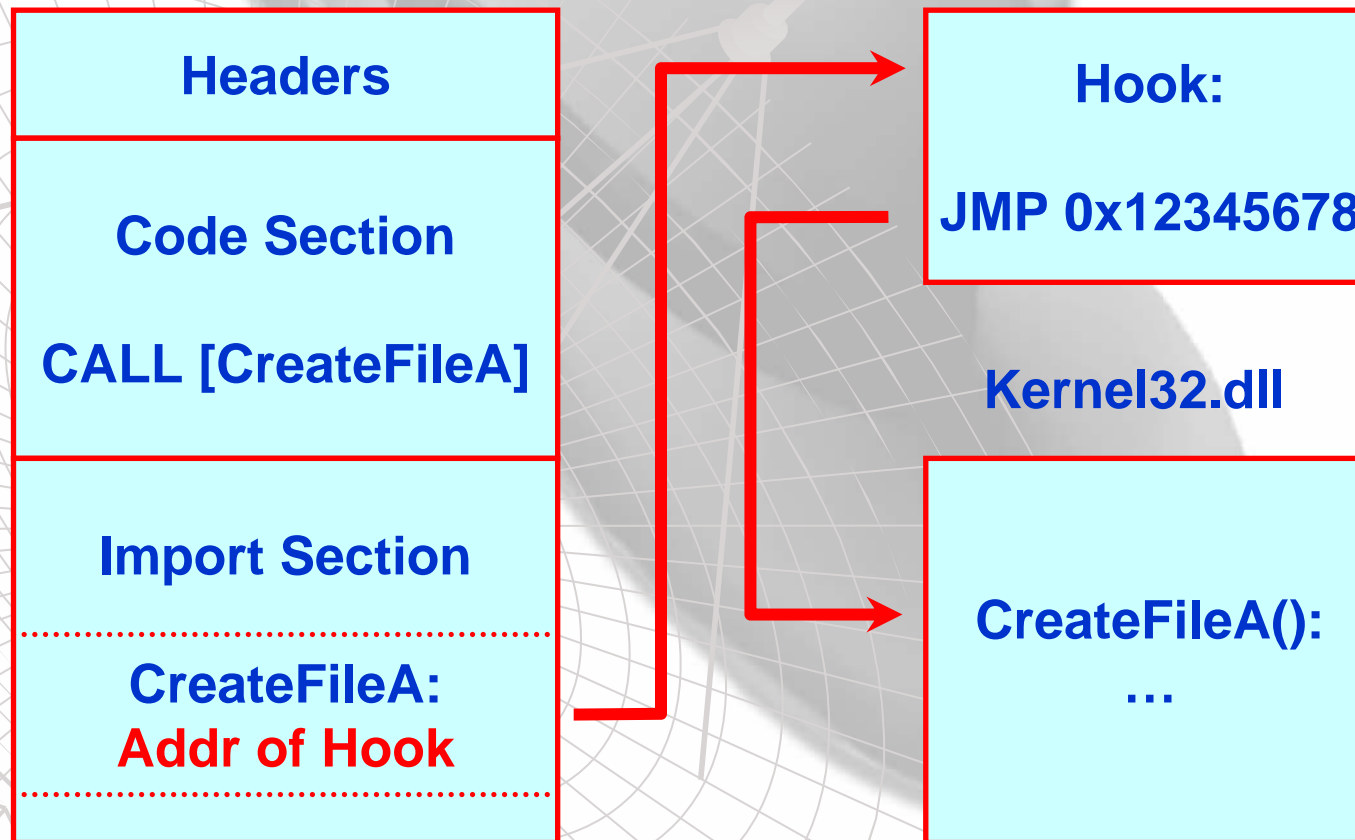 Headers
Code Section
CALL [CreateFileA]
Import Section
CreateFileA:
Addr of Hook
Hook:
JMP 0x12345678
Kernel32.dll
CreateFileA():
…